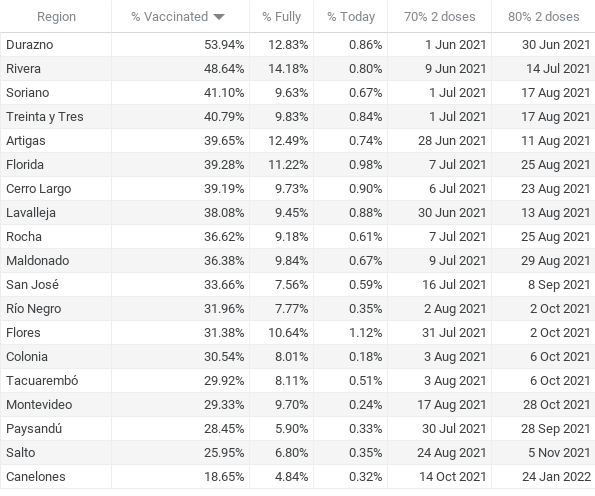 Region % Vaccinated % Fully % Today 70% 2 doses 80% 2 doses
Durazno 53.94% 12.83% 0.86% 1 Jun 2021 30 Jun 2021
Rivera 48.64% 14.18% 0.80% 9 Jun 2021 14 Jul 2021
Soriano 41.10% 9.63% 0.67% 1 Jul 2021 17 Aug 2021
Treinta y Tres 40.79% 9.83% 0.84% 1 Jul 2021 17 Aug 2021
Artigas 39.65% 12.49% 0.74% 28 Jun 2021 11 Aug 2021
Florida 39.28% 11.22% 0.98% 7 Jul 2021 25 Aug 2021
Cerro Largo 39.19% 9.73% 0.90% 6 Jul 2021 23 Aug 2021
Lavalleja 38.08% 9.45% 0.88% 30 Jun 2021 13 Aug 2021
Rocha 36.62% 9.18% 0.61% 7 Jul 2021 25 Aug 2021
Maldonado 36.38% 9.84% 0.67% 9 Jul 2021 29 Aug 2021
San José 33.66% 7.56% 0.59% 16 Jul 2021 8 Sep 2021
Río Negro 31.96% 7.77% 0.35% 2 Aug 2021 2 Oct 2021
Flores 31.38% 10.64% 1.12% 31 Jul 2021 2 Oct 2021
Colonia 30.54% 8.01% 0.18% 3 Aug 2021 6 Oct 2021
Tacuarembó 29.92% 8.11% 0.51% 3 Aug 2021 6 Oct 2021
Montevideo 29.33% 9.70% 0.24% 17 Aug 2021 28 Oct 2021
Paysandú 28.45% 5.90% 0.33% 30 Jul 2021 28 Sep 2021
Salto 25.95% 6.80% 0.35% 24 Aug 2021 5 Nov 2021
Canelones 18.65% 4.84% 0.32% 14 Oct 2021 24 Jan 2022